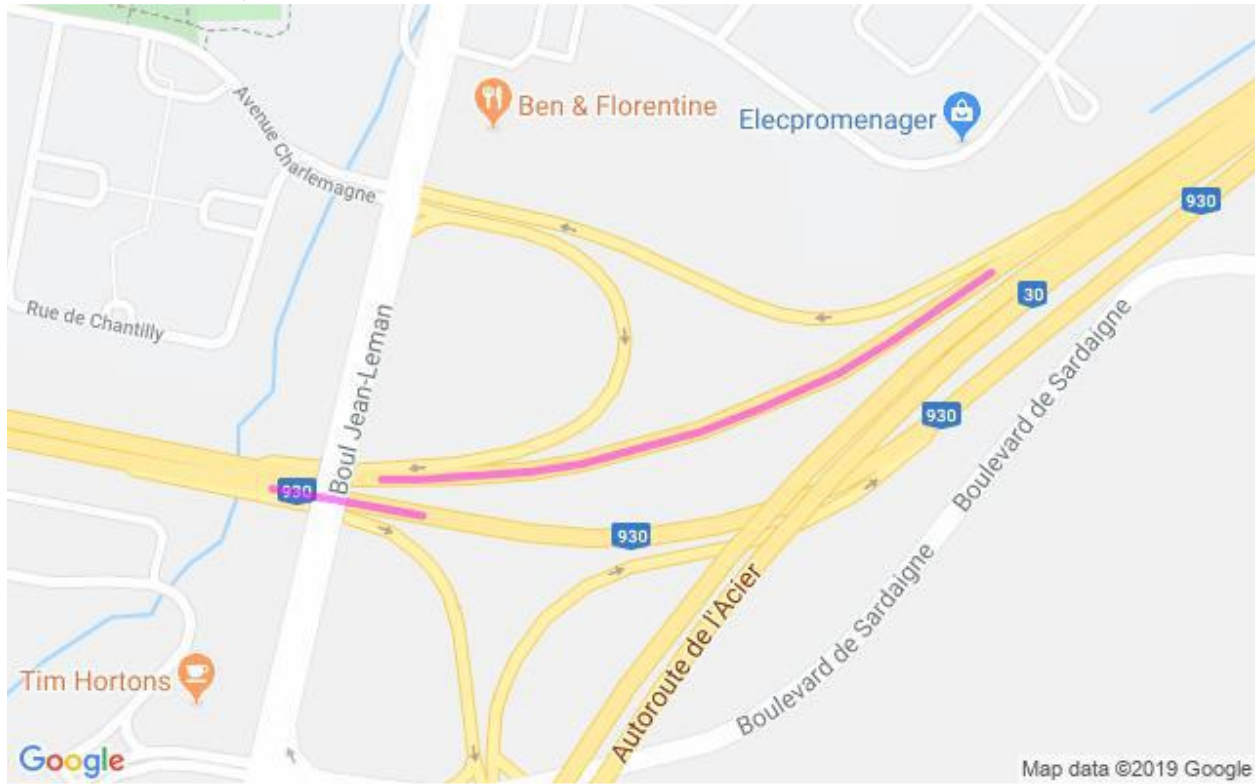 Avenue Charlemagne
Ben & Florentine
Elecpromenager
930
Rue de Chantilly
30
Boul Jean-Leman
Boulevard de Sardaigne
930
930
930
Autoroute de l'Acier
Boulevard de Sardaigne
Tim Hortons
Google
Map data ©2019 Google